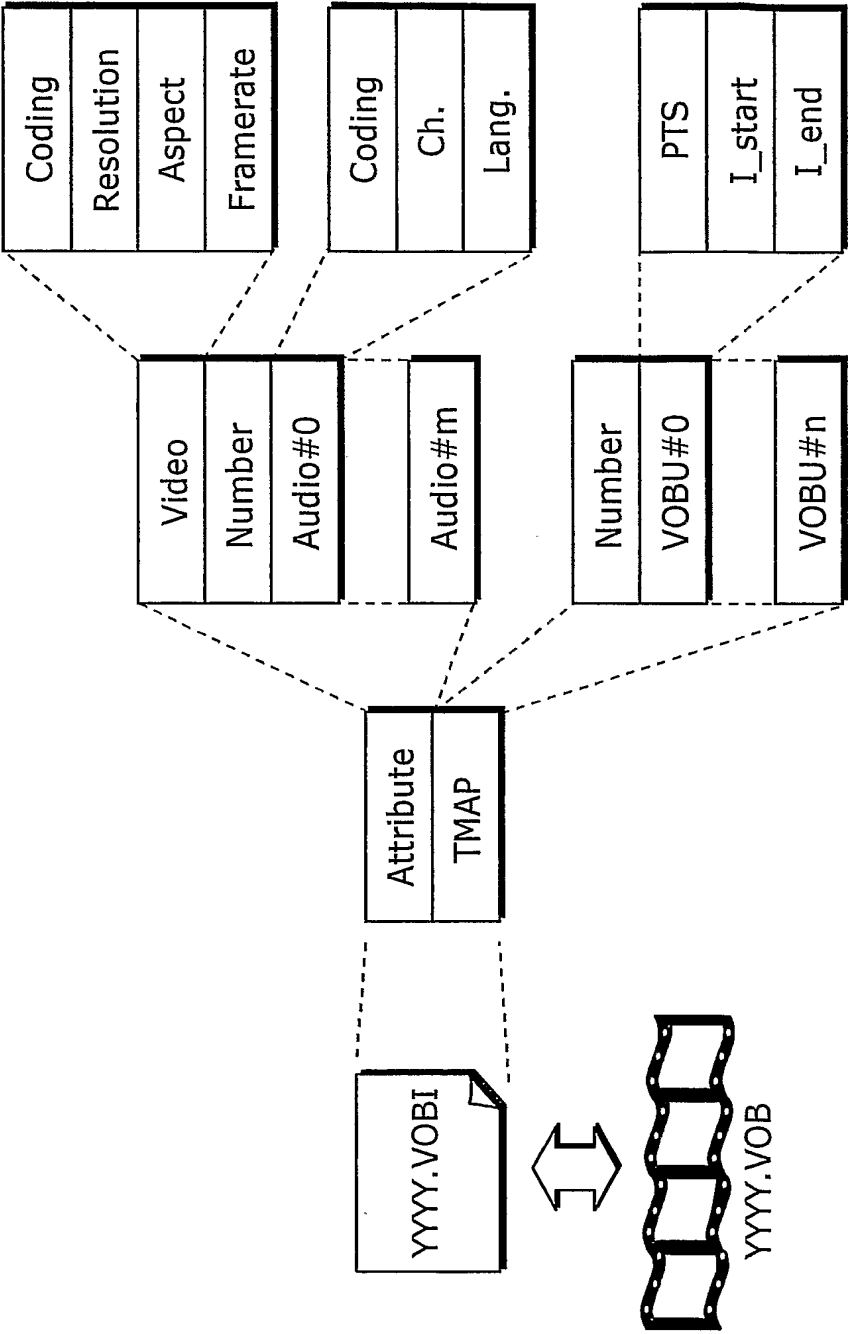 YYYY.VOBI
YYYY.VOB
Attribute
TMAP
Video
Number
Audio#0
Audio#m
Number
VOBU#0
VOBU#n
Coding
Resolution
Aspect
Framerate
Coding
Ch.
Lang.
PTS
I_start
I_end